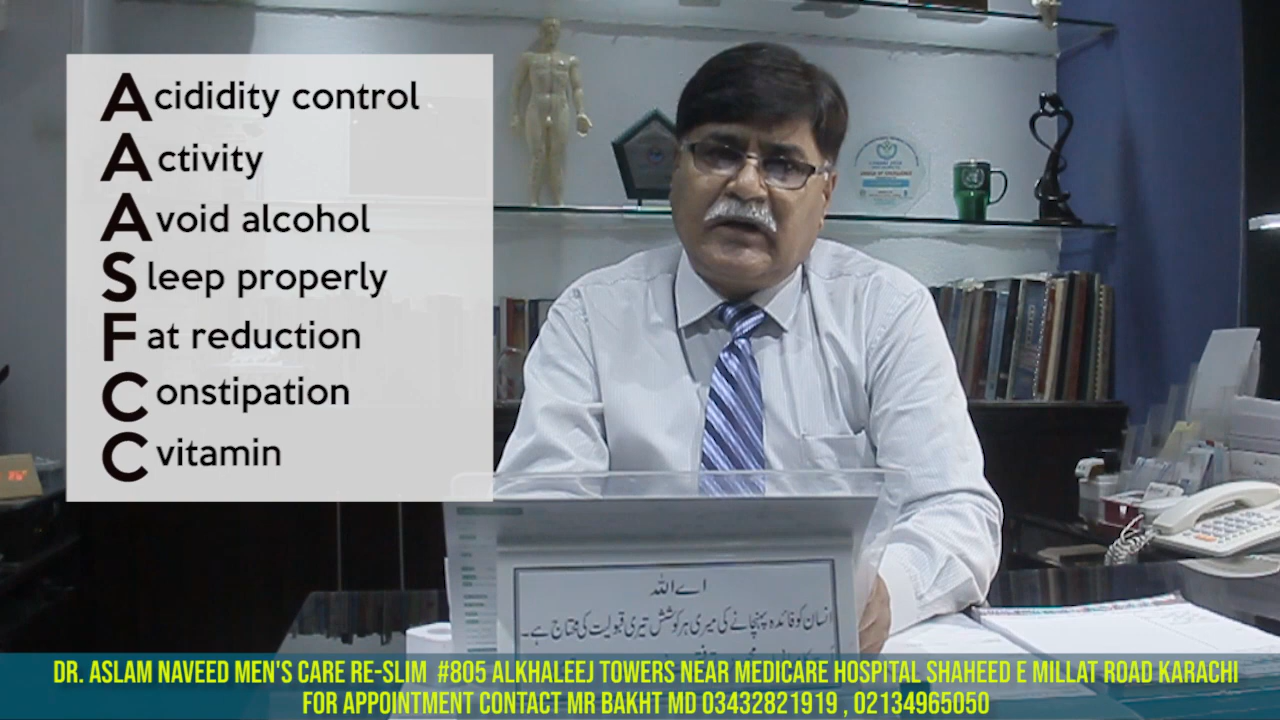 Acididity control
Activity
Avoid alcohol
Sleep properly
Fat reduction
Constipation
C vitamin
اے اللہ
انسان کو فائدہ پہنچانے کی میری ہر کوشش تیری قبولیت کی محتاج ہے۔
DR. ASLAM NAVEED MEN'S CARE RE-SLIM #805 ALKHALEEJ TOWERS NEAR MEDICARE HOSPITAL SHAHEED E MILLAT ROAD KARACHI
FOR APPOINTMENT CONTACT MR BAKHT MD 03432821919 , 02134965050